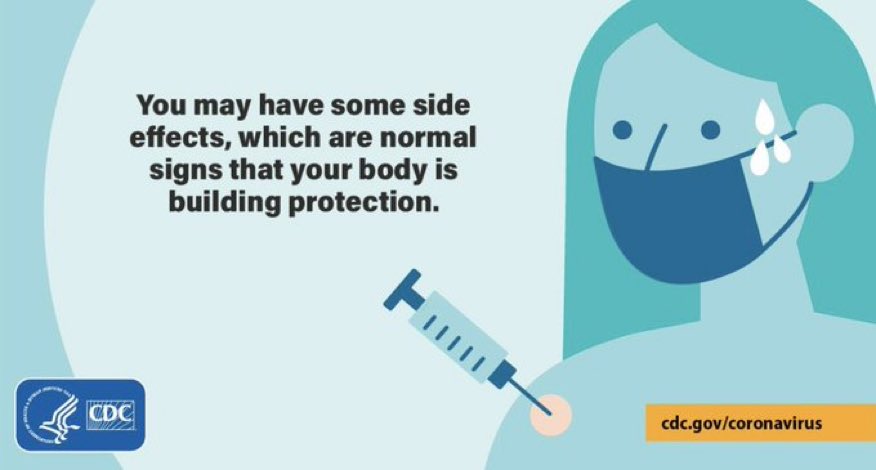 You may have some side
effects, which are normal
signs that your body is
building protection.
CDC
cdc.gov/coronavirus